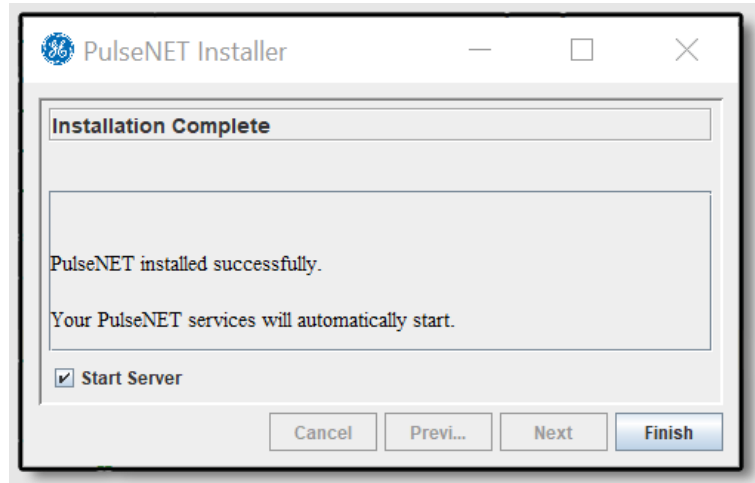 PulseNET Installer
Installation Complete
PulseNET installed successfully.
Your PulseNET services will automatically start.
Start Server
Cancel Previ... Next Finish